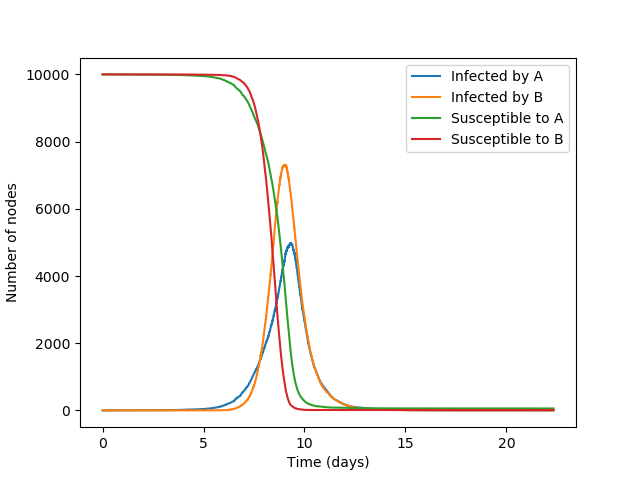 10000
8000
6000
4000
2000
0
Number of nodes
0
5
10
15
20
Time (days)
Infected by A
Infected by B
Susceptible to A
Susceptible to B